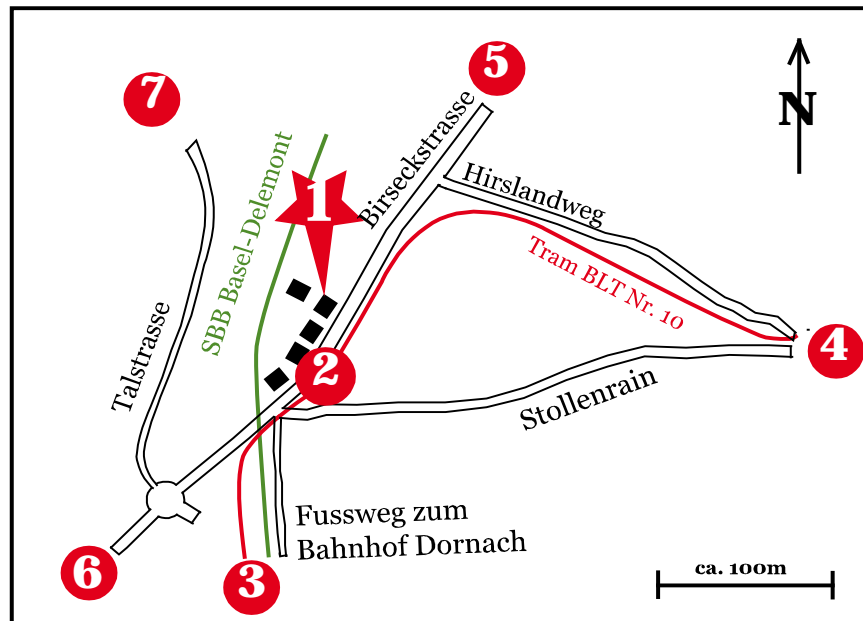 5
7
N
SBB Basel-Delemont
Birseckstrasse
Hirslandweg
1
Tram BLT Nr. 10
Talstrasse
4
2
Stollenrain
Fussweg zum
Bahnhof Dornach
6
3
ca. 100m